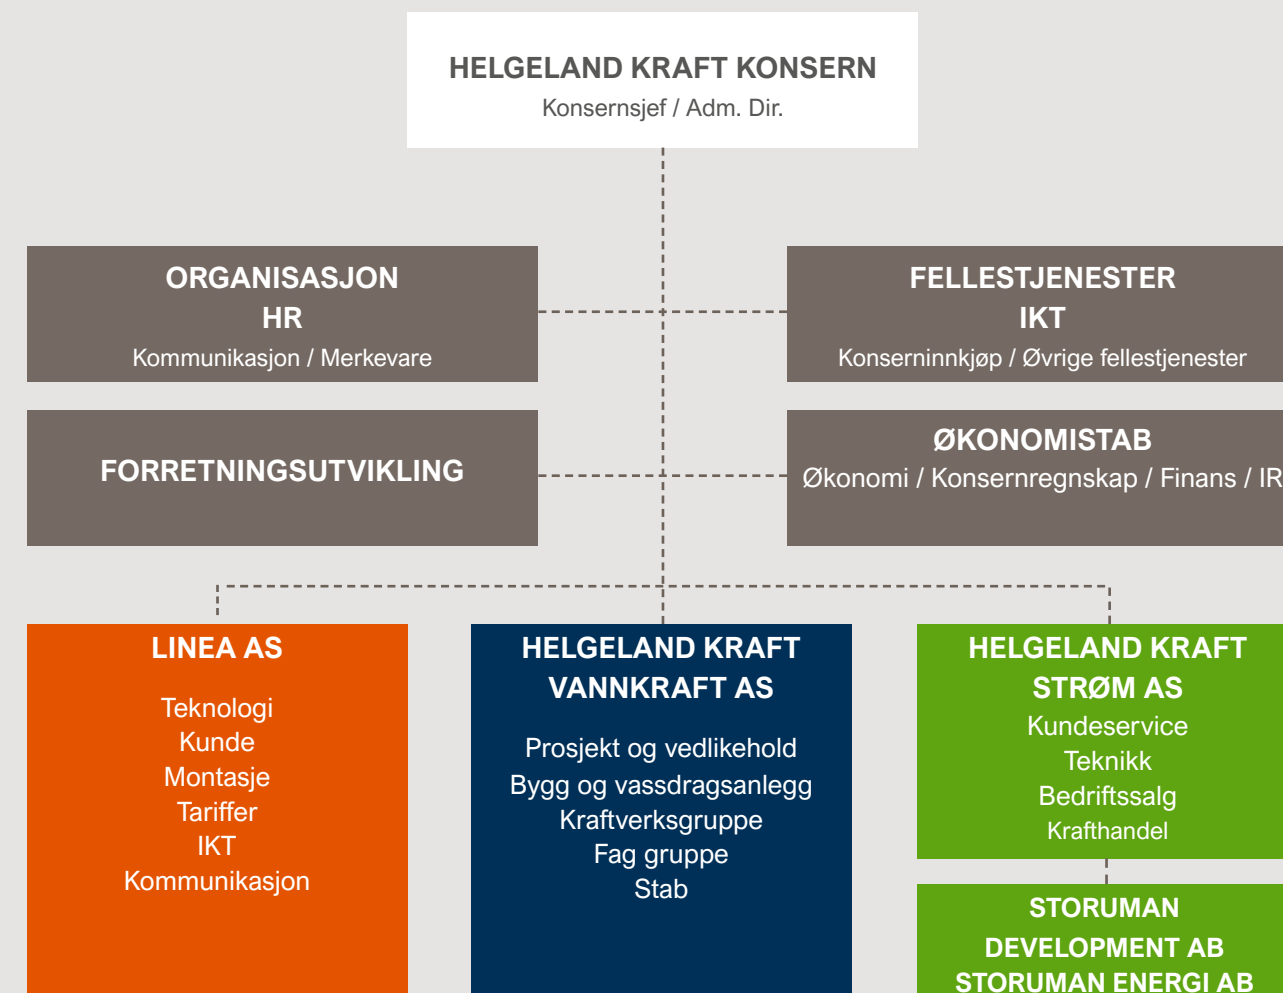 HELGELAND KRAFT KONSERN
Konsernsjef / Adm. Dir.
ORGANISASJON
HR
Kommunikasjon / Merkevare
FELLESTJENESTER
IKT
Konserninnkjøp / Øvrige fellestjenester
FORRETNINGSUTVIKLING
ØKONOMISTAB
Økonomi / Konsernregnskap / Finans / IR
LINEA AS
Teknologi
Kunde
Montasje
Tariffer
IKT
Kommunikasjon
HELGELAND KRAFT
VANNKRAFT AS
Prosjekt og vedlikehold
Bygg og vassdragsanlegg
Kraftverksgruppe
Fag gruppe
Stab
HELGELAND KRAFT
STRØM AS
Kundeservice
Teknikk
Bedriftssalg
Krafthandel
STORUMAN
DEVELOPMENT AB
STORUMAN ENERGI AB